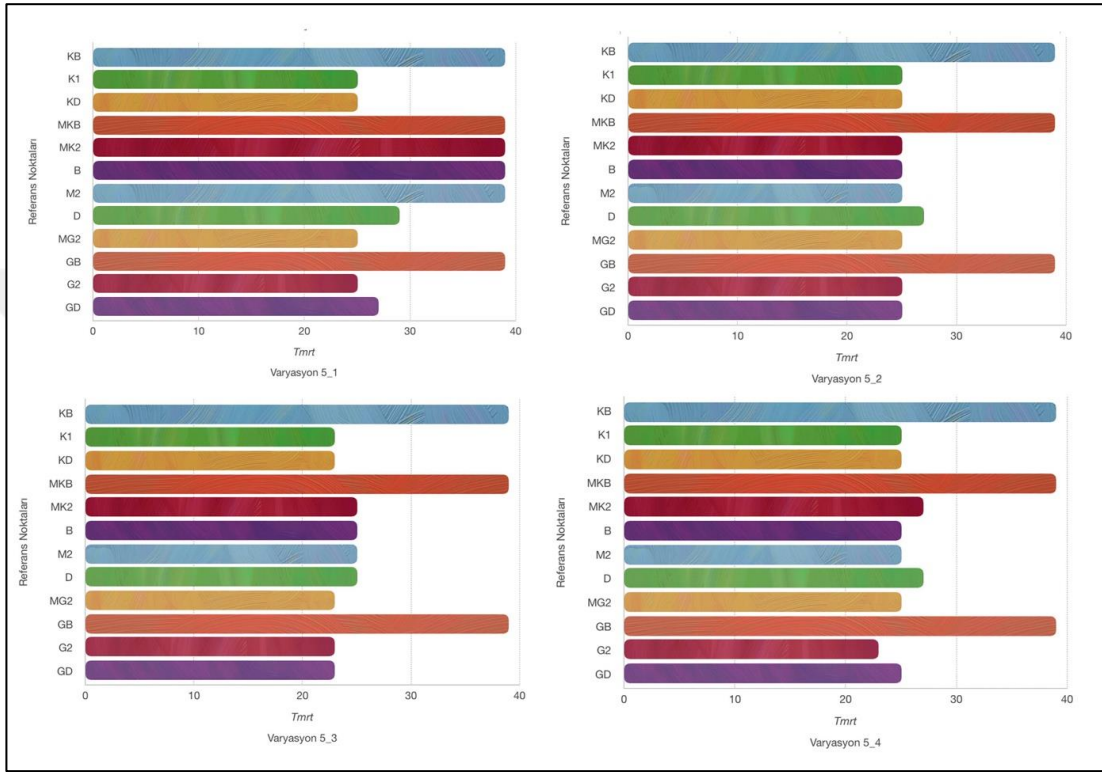 Referans Noktaları
KB
K1
KD
MKB
MK2
B
M2
D
MG2
GB
G2
GD
0 10 20 30 40
Tmrt
Varyasyon 5_1
Referans Noktaları
KB
K1
KD
MKB
MK2
B
M2
D
MG2
GB
G2
GD
0 10 20 30 40
Tmrt
Varyasyon 5_2
Referans Noktaları
KB
K1
KD
MKB
MK2
B
M2
D
MG2
GB
G2
GD
0 10 20 30 40
Tmrt
Varyasyon 5_3
Referans Noktaları
KB
K1
KD
MKB
MK2
B
M2
D
MG2
GB
G2
GD
0 10 20 30 40
Tmrt
Varyasyon 5_4